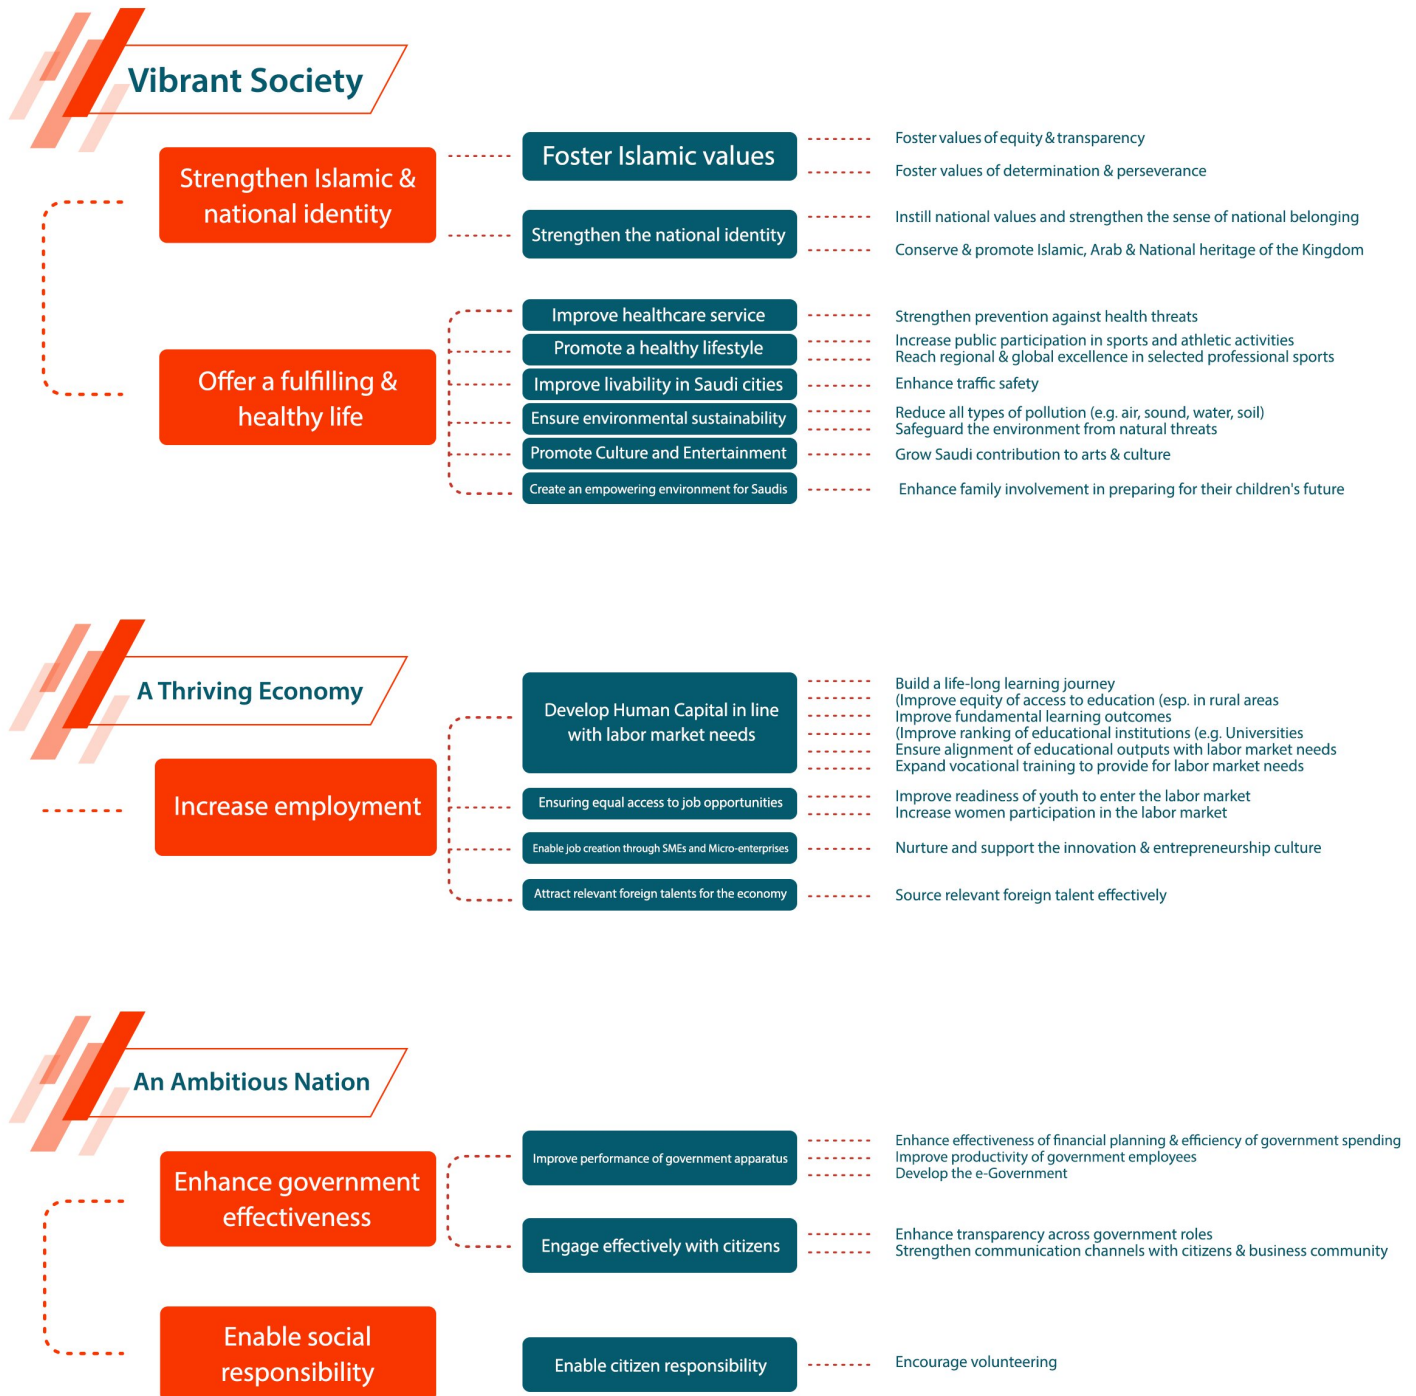 Vibrant Society
Strengthen Islamic &
national identity
Foster Islamic values
Foster values of equity & transparency
Foster values of determination & perseverance
Strengthen the national identity
Instill national values and strengthen the sense of national belonging
Conserve & promote Islamic, Arab & National heritage of the Kingdom
Offer a fulfilling &
healthy life
Improve healthcare service
Strengthen prevention against health threats
Promote a healthy lifestyle
Increase public participation in sports and athletic activities
Reach regional & global excellence in selected professional sports
Improve livability in Saudi cities
Enhance traffic safety
Ensure environmental sustainability
Reduce all types of pollution (e.g. air, sound, water, soil)
Safeguard the environment from natural threats
Promote Culture and Entertainment
Grow Saudi contribution to arts & culture
Create an empowering environment for Saudis
Enhance family involvement in preparing for their children's future
A Thriving Economy
Increase employment
Develop Human Capital in line
with labor market needs
Build a life-long learning journey
(Improve equity of access to education (esp. in rural areas
Improve fundamental learning outcomes
(Improve ranking of educational institutions (e.g. Universities
Ensure alignment of educational outputs with labor market needs
Expand vocational training to provide for labor market needs
Ensuring equal access to job opportunities
Improve readiness of youth to enter the labor market
Increase women participation in the labor market
Enable job creation through SMEs and Micro-enterprises
Nurture and support the innovation & entrepreneurship culture
Attract relevant foreign talents for the economy
Source relevant foreign talent effectively
An Ambitious Nation
Enhance government
effectiveness
Improve performance of government apparatus
Enhance effectiveness of financial planning & efficiency of government spending
Improve productivity of government employees
Develop the e-Government
Engage effectively with citizens
Enhance transparency across government roles
Strengthen communication channels with citizens & business community
Enable social
responsibility
Enable citizen responsibility
Encourage volunteering